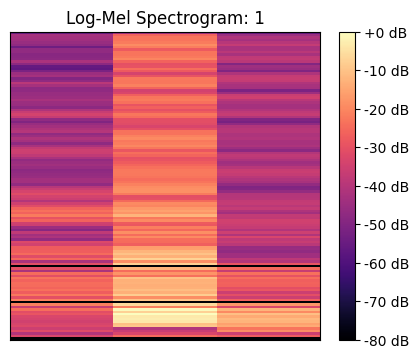 Log-Mel Spectrogram: 1
+0 dB
-10 dB
-20 dB
-30 dB
-40 dB
-50 dB
-60 dB
-70 dB
-80 dB